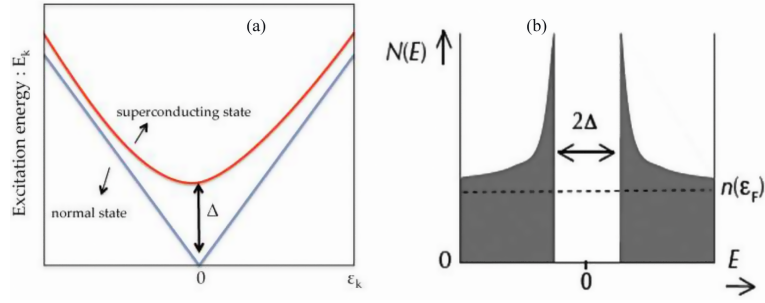 (a)
Excitation energy : E_k
superconducting state
normal state
Δ
0
ε_k
(b)
N(E)
2Δ
n(ε_F)
0
0
E